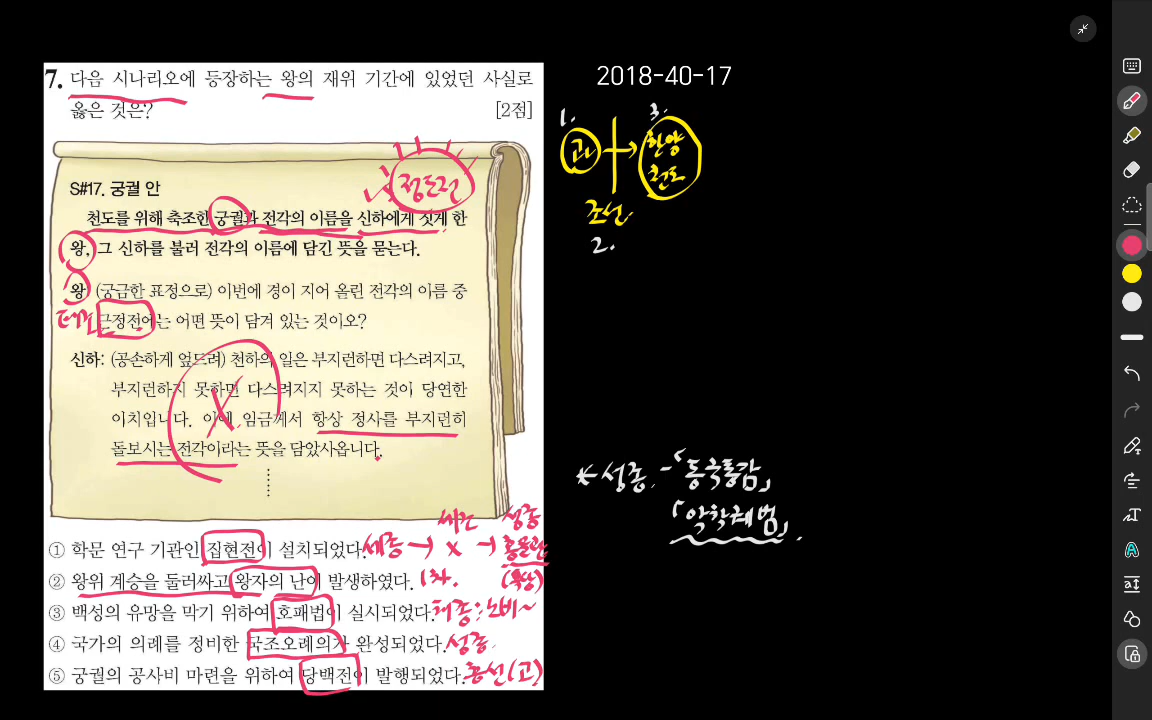 2018-40-17
7. 다음 시나리오에 등장하는 왕의 재위 기간에 있었던 사실로
옳은 것은? [2점]
정도전
S#17. 궁궐 안
천도를 위해 축조한 궁궐과 전각의 이름을 신하에게 짓게 한
왕, 그 신하를 불러 전각의 이름에 담긴 뜻을 묻는다.
왕: (궁금한 표정으로) 이번에 경이 지어 올린 전각의 이름 중
태조
근정전에는 어떤 뜻이 담겨 있는 것이오?
신하: (공손하게 엎드려) 천하의 일은 부지런하면 다스려지고,
부지런하지 못하면 다스려지지 못하는 것이 당연한
이치입니다. 이에 임금께서 항상 정사를 부지런히
돌보시는 전각이라는 뜻을 담았사옵니다.
X
세조 성종
① 학문 연구 기관인 집현전이 설치되었다. 세종 → X → 홍문관
② 왕위 계승을 둘러싸고 왕자의 난이 발생하였다. 1차. (옥당)
③ 백성의 유망을 막기 위하여 호패법이 실시되었다. 태종: 노비~
④ 국가의 의례를 정비한 국조오례의가 완성되었다. 성종.
⑤ 궁궐의 공사비 마련을 위하여 당백전이 발행되었다. 흥선(고)
1. 3.
고 → 한양
천도
조선
2.
성종. - 「동국통감」
「악학궤범」.